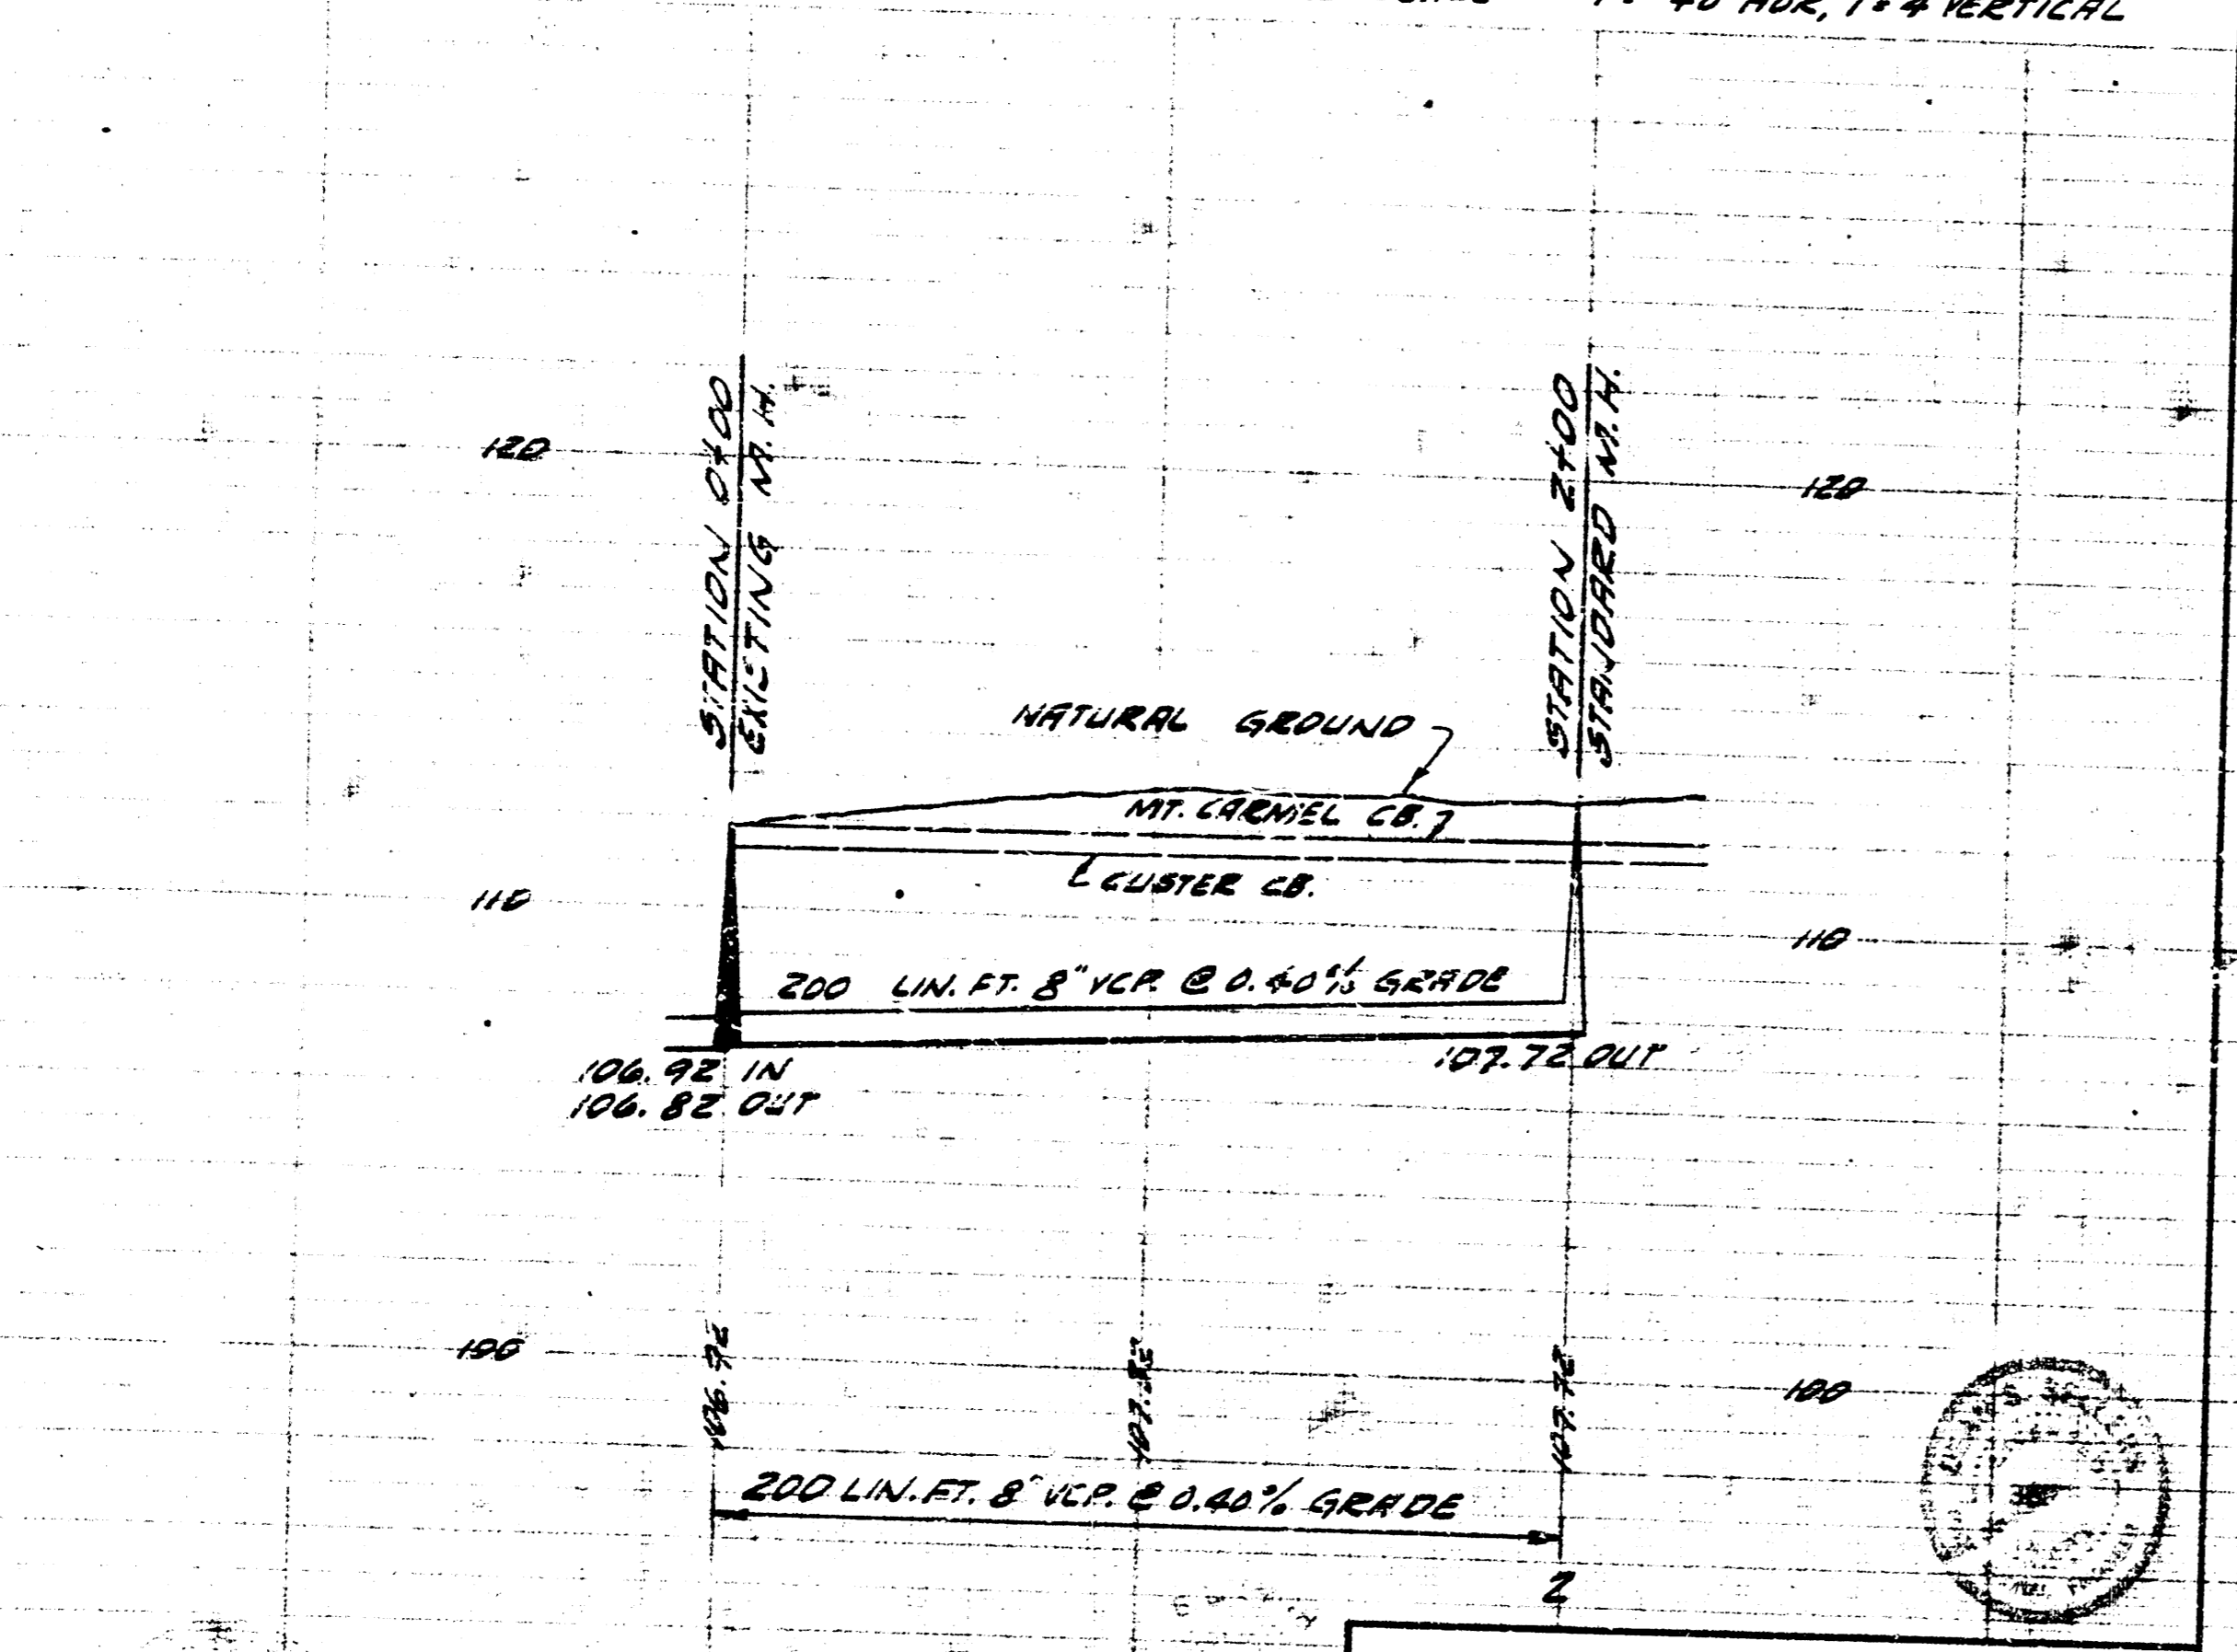 40 HOR, 1"=4 VERTICAL
STATION 0+00
EXISTING M.H.
STATION 2+00
STANDARD M.H.
120
120
NATURAL GROUND
MT. CARMEL CB.
CUSTER CB.
110
110
200 LIN. FT. 8" VCP. @ 0.40% GRADE
106.92 IN
106.82 OUT
107.72 OUT
100
100
106.92
107.72
200 LIN. FT. 8" VCP. @ 0.40% GRADE
2